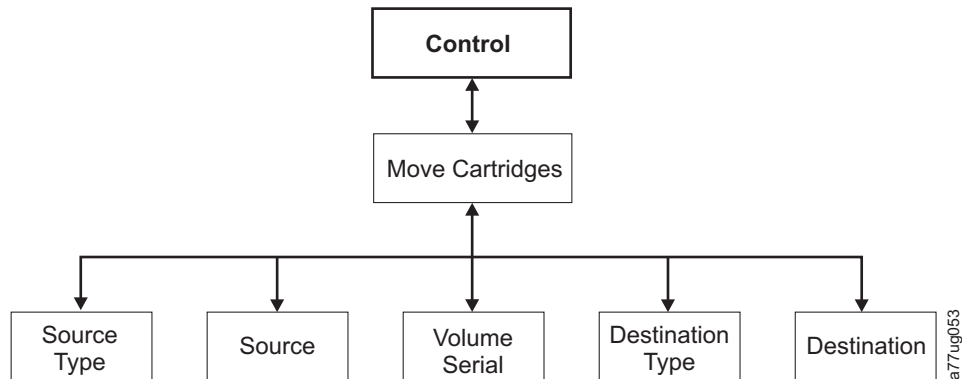 Control
Move Cartridges
Source
Type
Source
Volume
Serial
Destination
Type
Destination
a77ug053